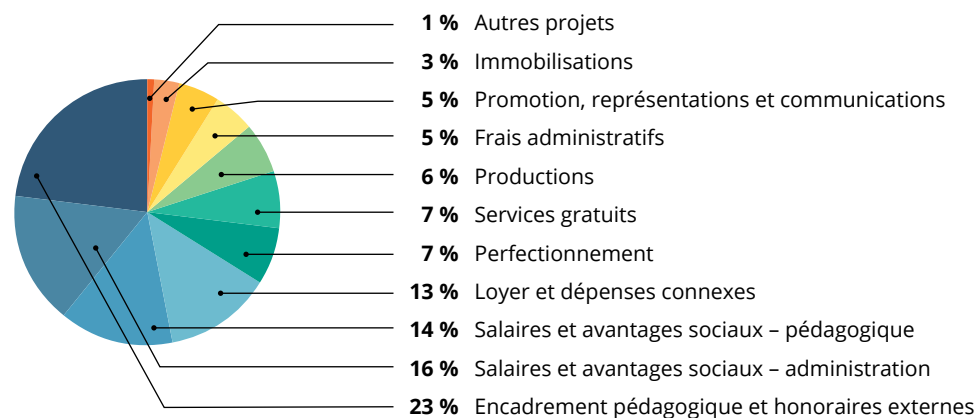 1 % Autres projets
3 % Immobilisations
5 % Promotion, représentations et communications
5 % Frais administratifs
6 % Productions
7 % Services gratuits
7 % Perfectionnement
13 % Loyer et dépenses connexes
14 % Salaires et avantages sociaux – pédagogique
16 % Salaires et avantages sociaux – administration
23 % Encadrement pédagogique et honoraires externes